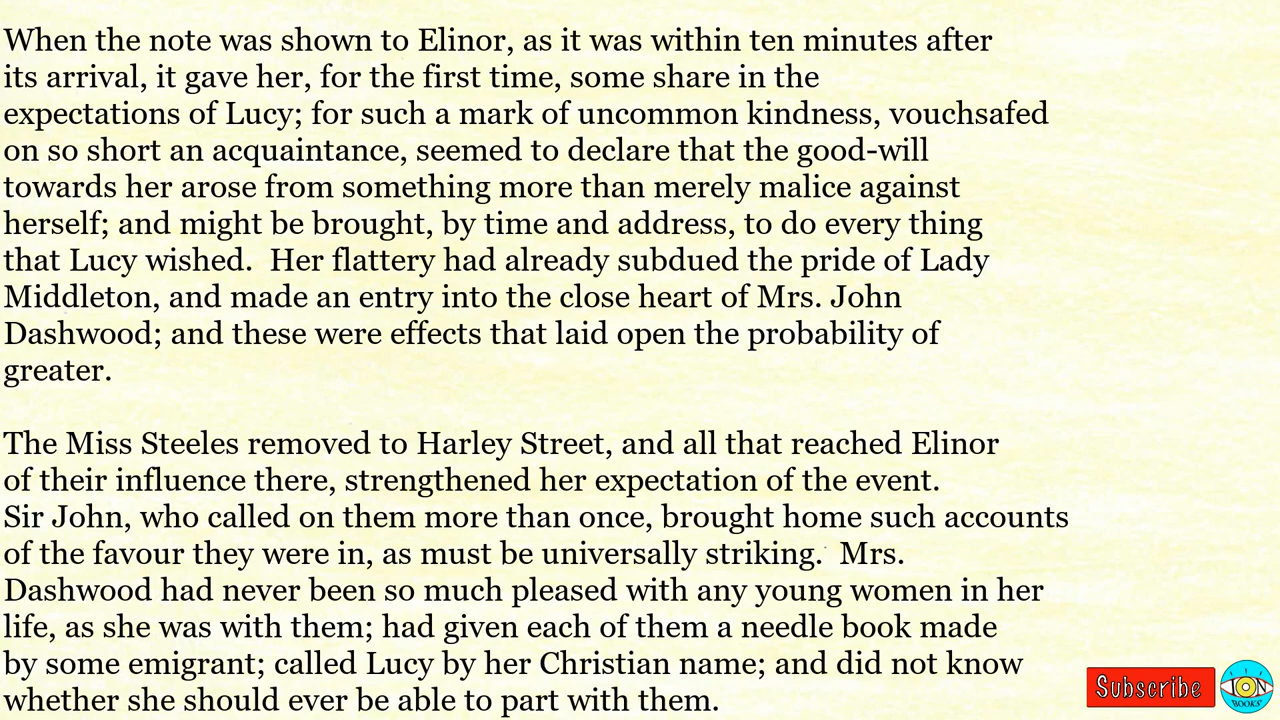 When the note was shown to Elinor, as it was within ten minutes after
its arrival, it gave her, for the first time, some share in the
expectations of Lucy; for such a mark of uncommon kindness, vouchsafed
on so short an acquaintance, seemed to declare that the good-will
towards her arose from something more than merely malice against
herself; and might be brought, by time and address, to do every thing
that Lucy wished.  Her flattery had already subdued the pride of Lady
Middleton, and made an entry into the close heart of Mrs. John
Dashwood; and these were effects that laid open the probability of
greater.
The Miss Steeles removed to Harley Street, and all that reached Elinor
of their influence there, strengthened her expectation of the event.
Sir John, who called on them more than once, brought home such accounts
of the favour they were in, as must be universally striking.  Mrs.
Dashwood had never been so much pleased with any young women in her
life, as she was with them; had given each of them a needle book made
by some emigrant; called Lucy by her Christian name; and did not know
whether she should ever be able to part with them.
Subscribe
ION
BOOKS